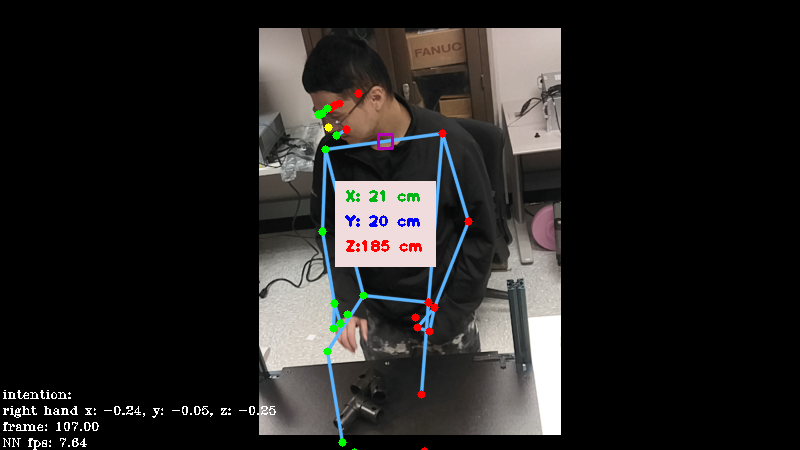 FANUC
X: 21 cm
Y: 20 cm
Z:185 cm
intention:
right hand x: -0.24, y: -0.05, z: -0.25
frame: 107.00
NN fps: 7.64